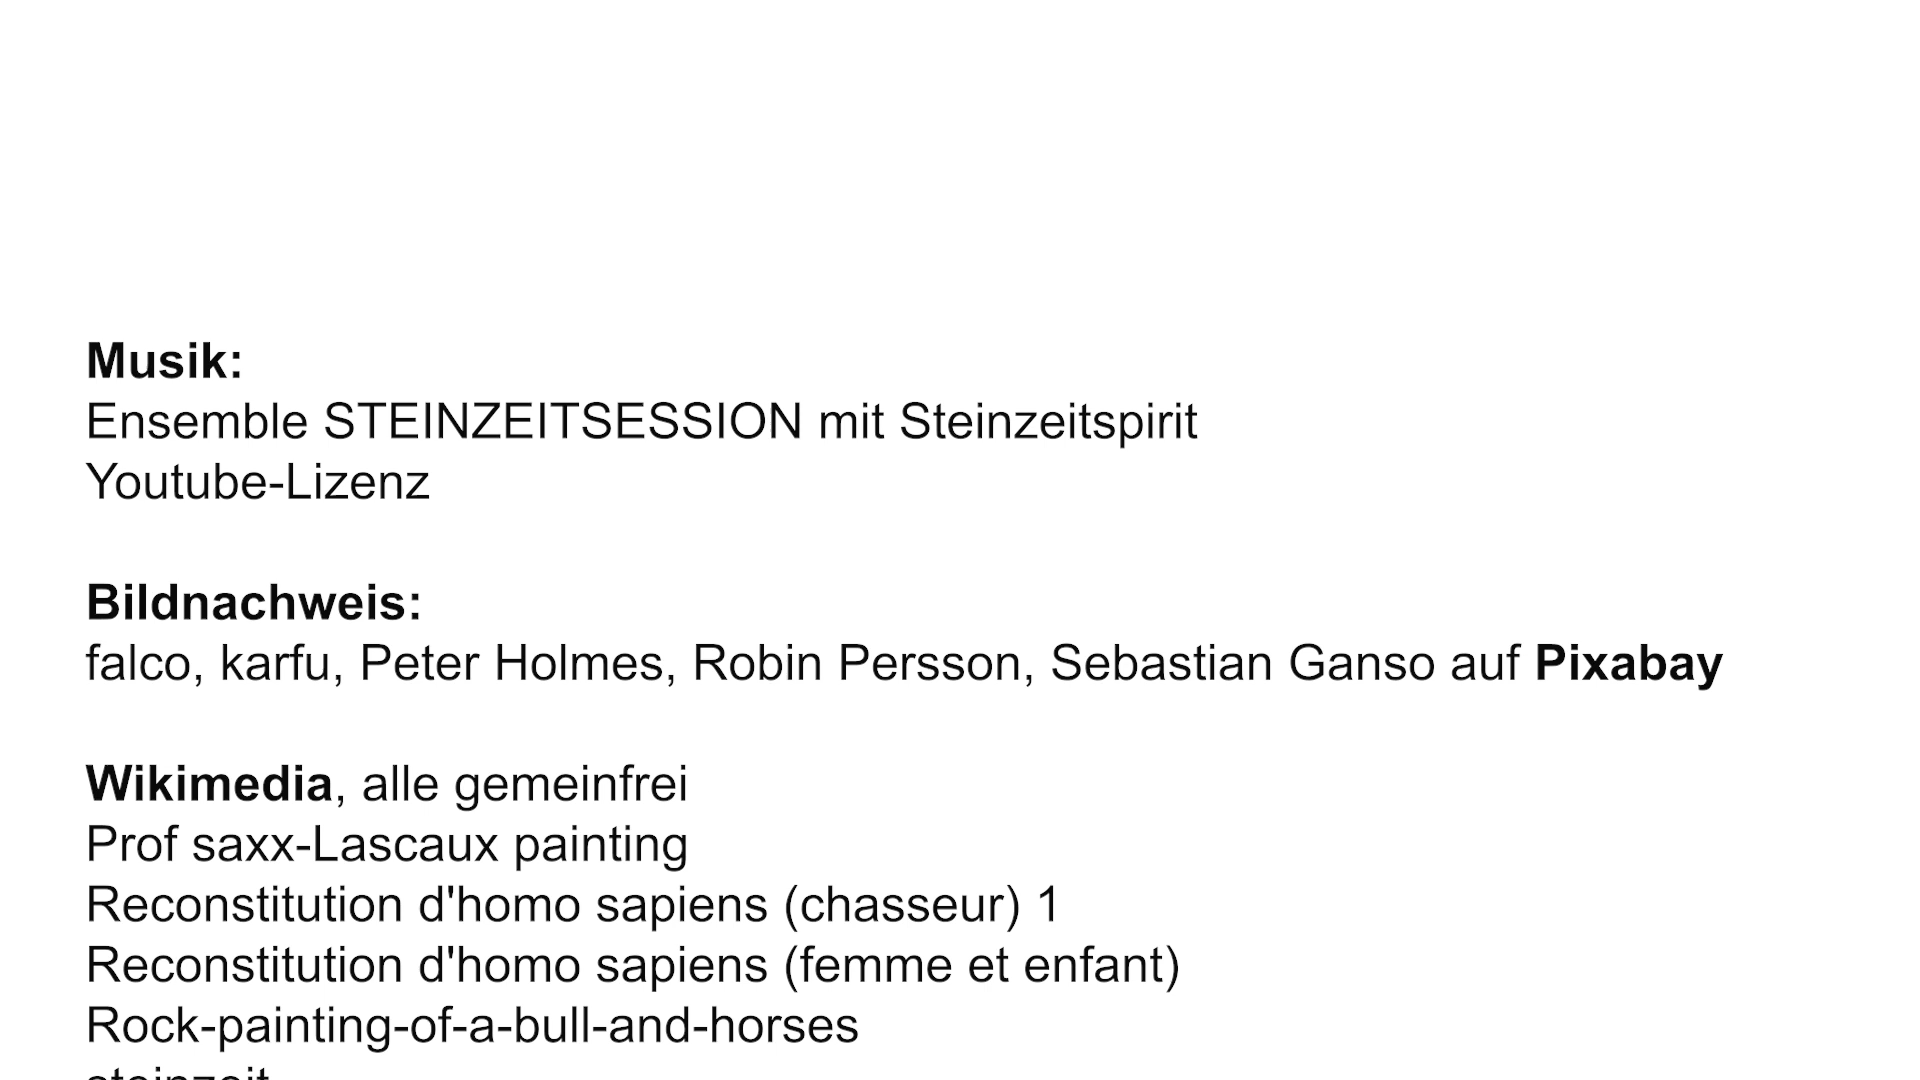 Musik:
Ensemble STEINZEITSESSION mit Steinzeitspirit
Youtube-Lizenz
Bildnachweis:
falco, karfu, Peter Holmes, Robin Persson, Sebastian Ganso auf Pixabay
Wikimedia, alle gemeinfrei
Prof saxx-Lascaux painting
Reconstitution d'homo sapiens (chasseur) 1
Reconstitution d'homo sapiens (femme et enfant)
Rock-painting-of-a-bull-and-horses
steinzeit